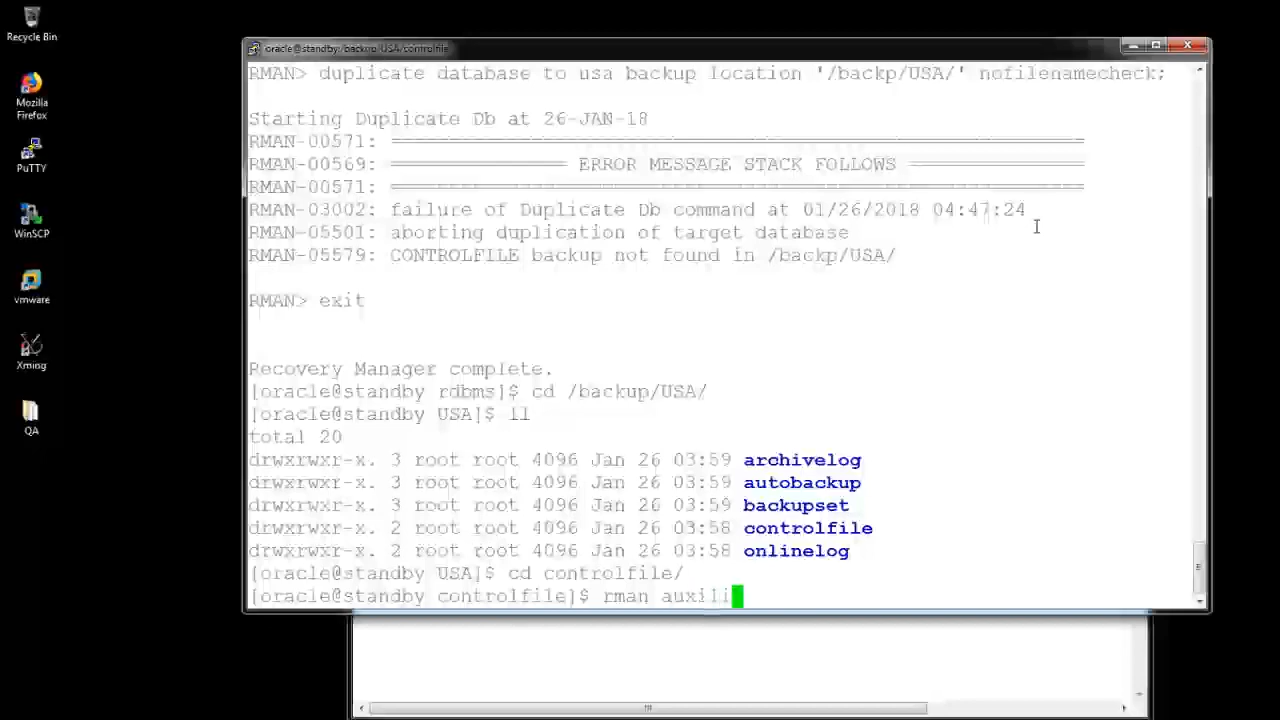 Recycle Bin
Mozilla
Firefox
PuTTY
WinSCP
vmware
Xming
QA
oracle@standby:/backup/USA/controlfile
RMAN> duplicate database to usa backup location '/backp/USA/' nofilenamecheck;
Starting Duplicate Db at 26-JAN-18
RMAN-00571: ===========================================================
RMAN-00569: =============== ERROR MESSAGE STACK FOLLOWS ===============
RMAN-00571: ===========================================================
RMAN-03002: failure of Duplicate Db command at 01/26/2018 04:47:24
RMAN-05501: aborting duplication of target database
RMAN-05579: CONTROLFILE backup not found in /backp/USA/
RMAN> exit
Recovery Manager complete.
[oracle@standby rdbms]$ cd /backup/USA/
[oracle@standby USA]$ ll
total 20
drwxrwxr-x. 3 root root 4096 Jan 26 03:59 archivelog
drwxrwxr-x. 3 root root 4096 Jan 26 03:59 autobackup
drwxrwxr-x. 3 root root 4096 Jan 26 03:59 backupset
drwxrwxr-x. 2 root root 4096 Jan 26 03:58 controlfile
drwxrwxr-x. 2 root root 4096 Jan 26 03:58 onlinelog
[oracle@standby USA]$ cd controlfile/
[oracle@standby controlfile]$ rman auxili